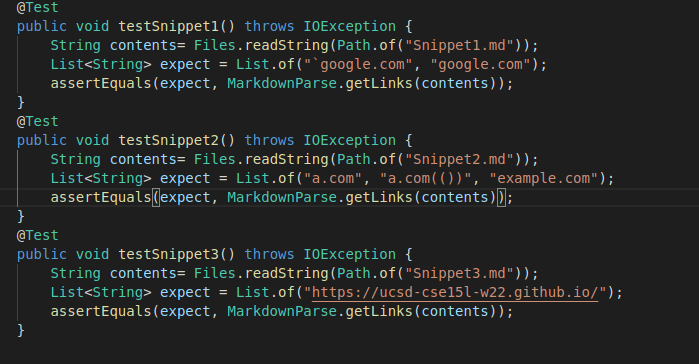 @Test
public void testSnippet1() throws IOException {
    String contents= Files.readString(Path.of("Snippet1.md"));
    List<String> expect = List.of("`google.com", "google.com");
    assertEquals(expect, MarkdownParse.getLinks(contents));
}
@Test
public void testSnippet2() throws IOException {
    String contents= Files.readString(Path.of("Snippet2.md"));
    List<String> expect = List.of("a.com", "a.com(())", "example.com");
    assertEquals(expect, MarkdownParse.getLinks(contents));
}
@Test
public void testSnippet3() throws IOException {
    String contents= Files.readString(Path.of("Snippet3.md"));
    List<String> expect = List.of("https://ucsd-cse15l-w22.github.io/");
    assertEquals(expect, MarkdownParse.getLinks(contents));
}